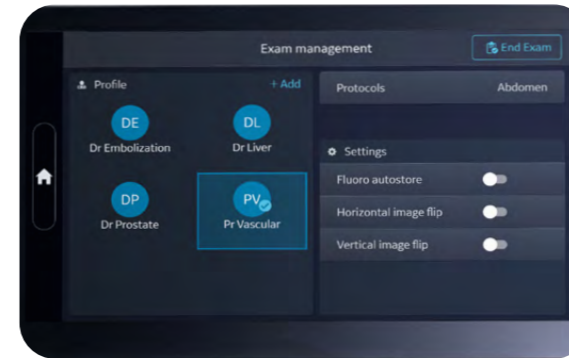 Exam management
End Exam
Profile
+ Add
DE
DL
Dr Embolization
Dr Liver
DP
PV
Dr Prostate
Pr Vascular
Protocols
Abdomen
Settings
Fluoro autostore
Horizontal image flip
Vertical image flip